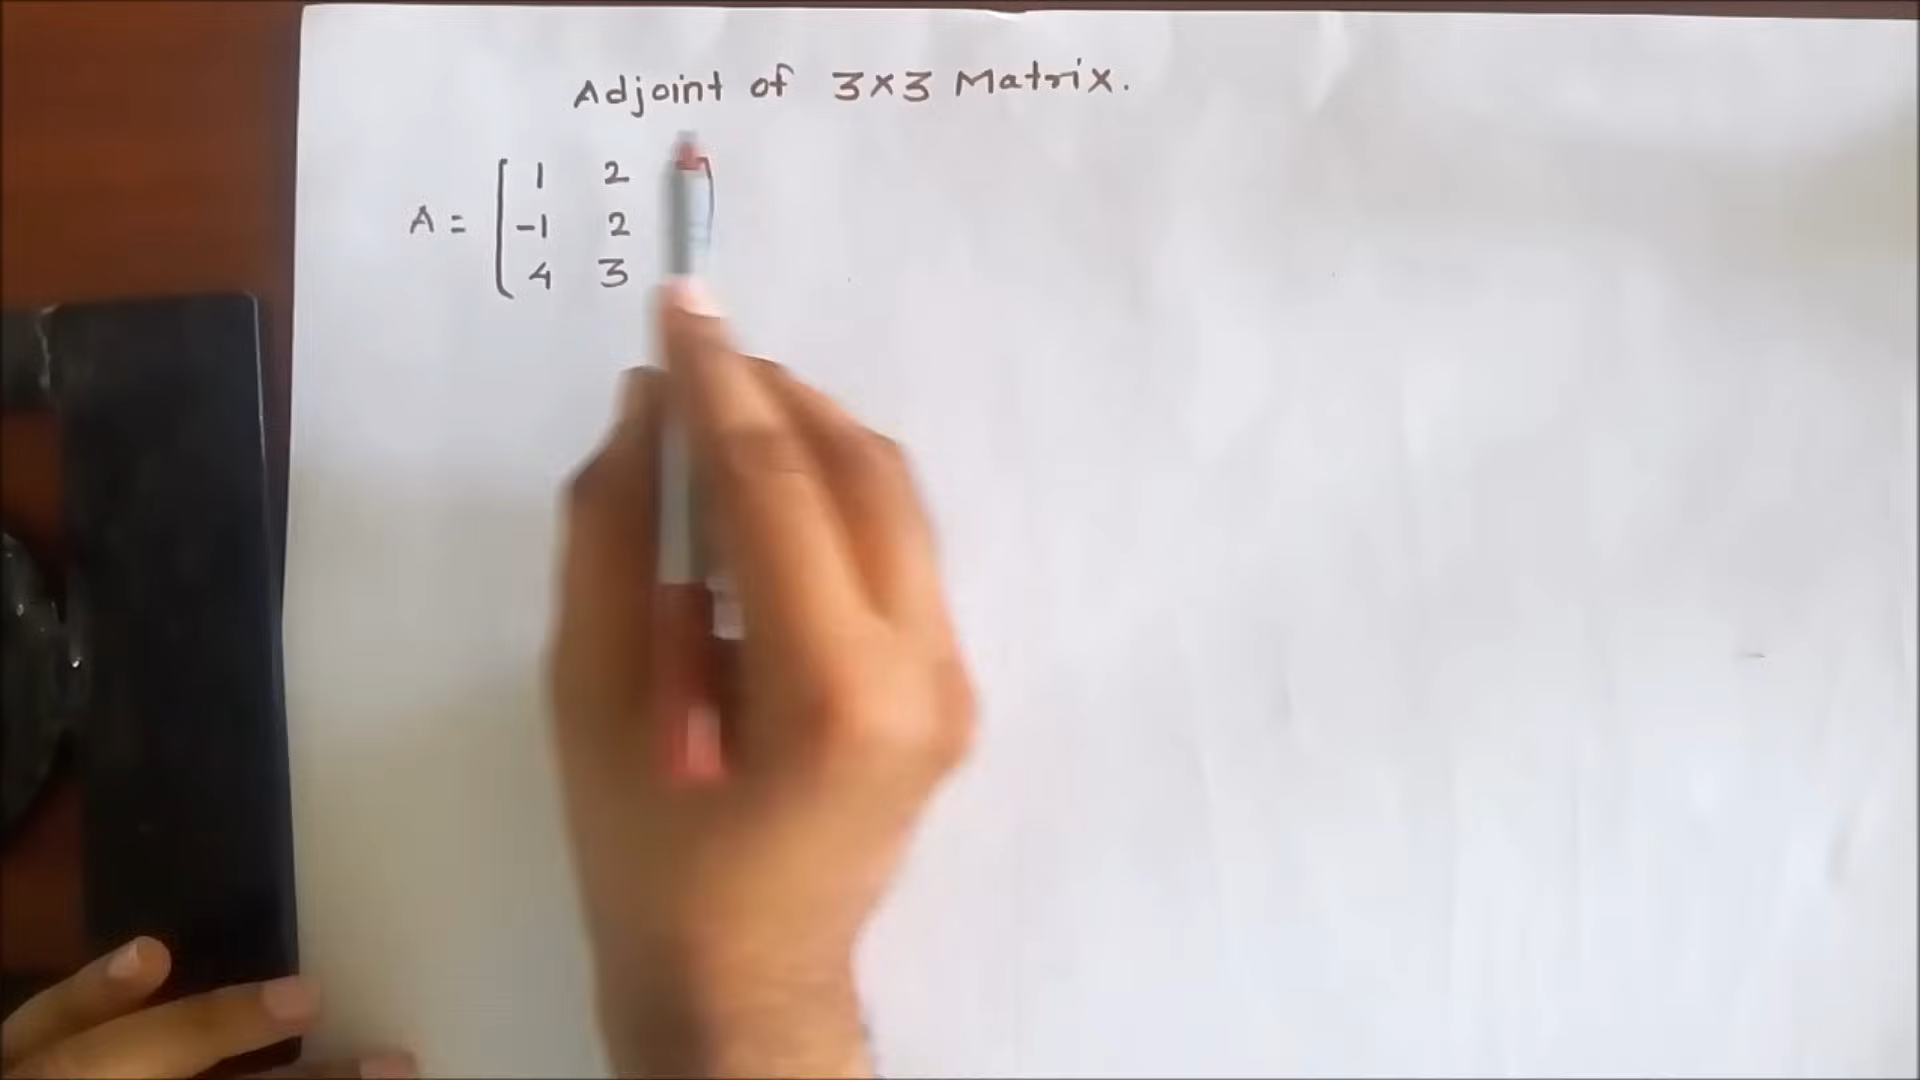 Adjoint of 3×3 Matrix.
1 2
A = -1 2
4 3